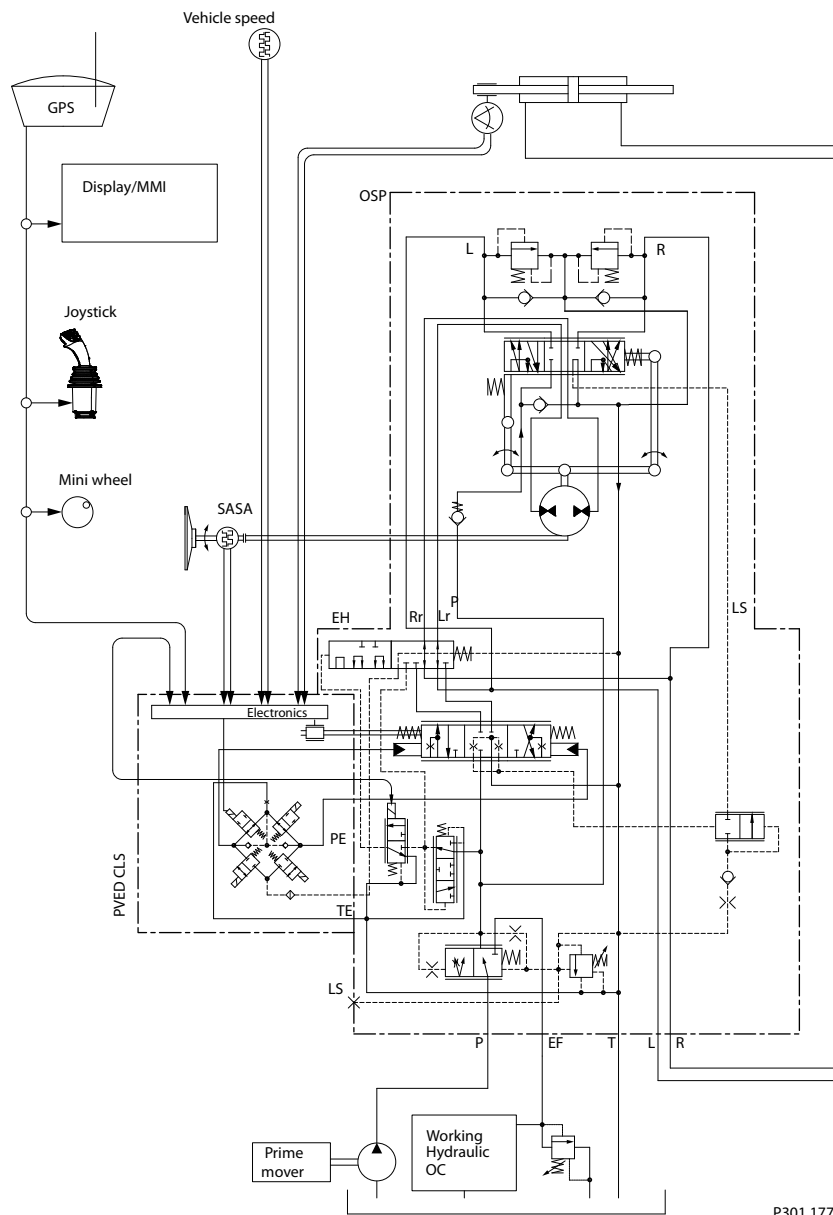 Vehicle speed
GPS
Display/MMI
OSP
L
R
Joystick
Mini wheel
SASA
P
EH
Rr
Lr
LS
Electronics
PVED CLS
PE
TE
LS
P
EF
T
L
R
Prime
mover
Working
Hydraulic
OC
P301 177